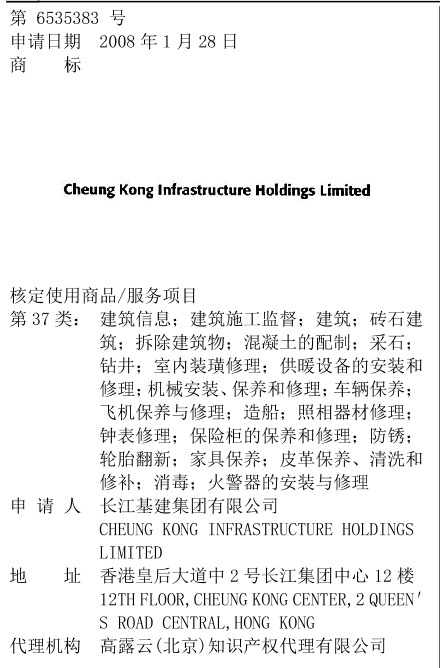 第 6535383 号
申请日期 2008 年 1 月 28 日
商 标
Cheung Kong Infrastructure Holdings Limited
核定使用商品/服务项目
第 37 类： 建筑信息；建筑施工监督；建筑；砖石建
筑；拆除建筑物；混凝土的配制；采石；
钻井；室内装璜修理；供暖设备的安装和
修理；机械安装、保养和修理；车辆保养；
飞机保养与修理；造船；照相器材修理；
钟表修理；保险柜的保养和修理；防锈；
轮胎翻新；家具保养；皮革保养、清洗和
修补；消毒；火警器的安装与修理
申 请 人 长江基建集团有限公司
CHEUNG KONG INFRASTRUCTURE HOLDINGS
LIMITED
地 址 香港皇后大道中 2 号长江集团中心 12 楼
12TH FLOOR,CHEUNG KONG CENTER,2 QUEEN'
S ROAD CENTRAL,HONG KONG
代理机构 高露云(北京)知识产权代理有限公司